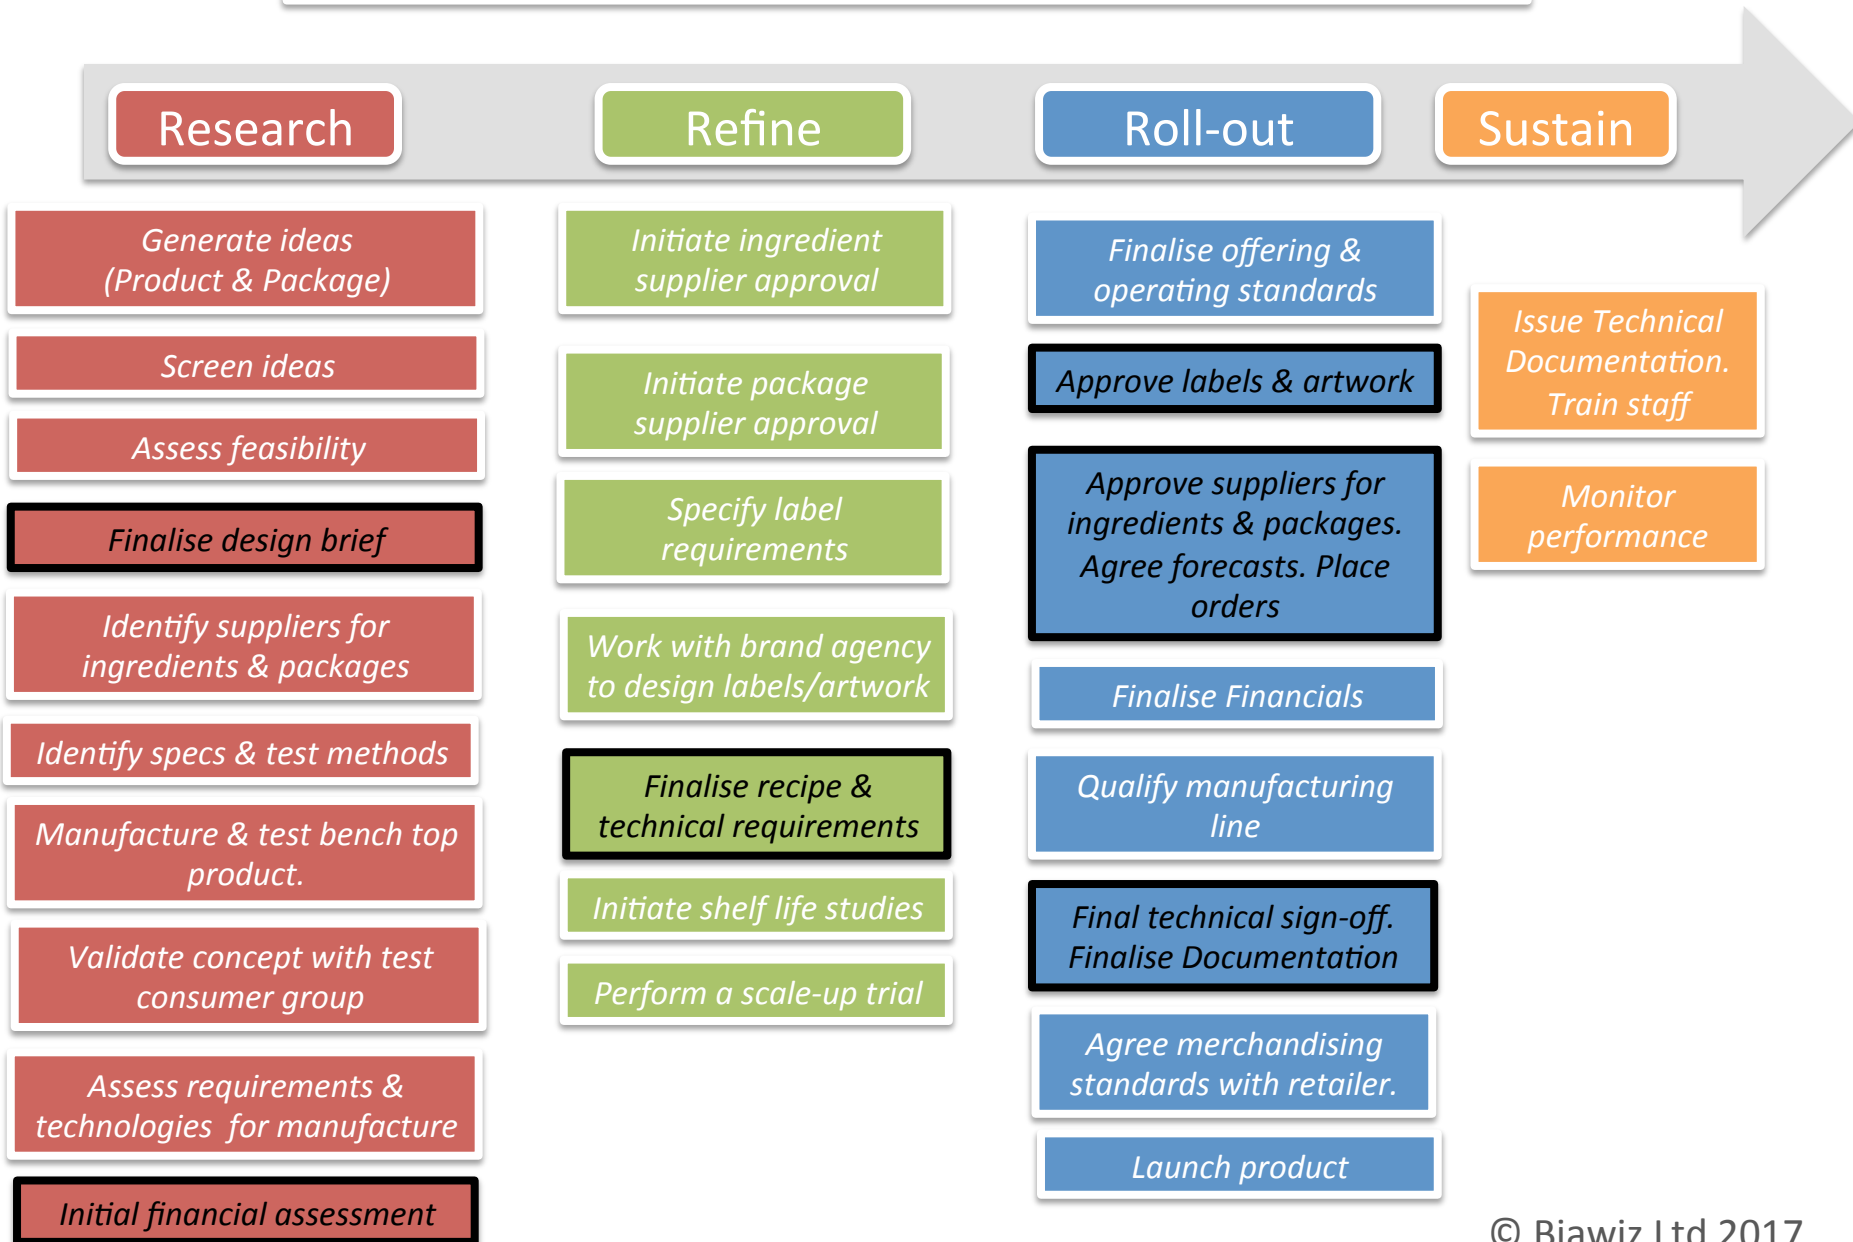 Research
Refine
Roll-out
Sustain
Generate ideas
(Product & Package)
Screen ideas
Assess feasibility
Finalise design brief
Identify suppliers for
ingredients & packages
Identify specs & test methods
Manufacture & test bench top
product.
Validate concept with test
consumer group
Assess requirements &
technologies for manufacture
Initial financial assessment
Initiate ingredient
supplier approval
Initiate package
supplier approval
Specify label
requirements
Work with brand agency
to design labels/artwork
Finalise recipe &
technical requirements
Initiate shelf life studies
Perform a scale-up trial
Finalise offering &
operating standards
Approve labels & artwork
Approve suppliers for
ingredients & packages.
Agree forecasts. Place
orders
Finalise Financials
Qualify manufacturing
line
Final technical sign-off.
Finalise Documentation
Agree merchandising
standards with retailer.
Launch product
Issue Technical
Documentation.
Train staff
Monitor
performance
© Biawiz Ltd 2017